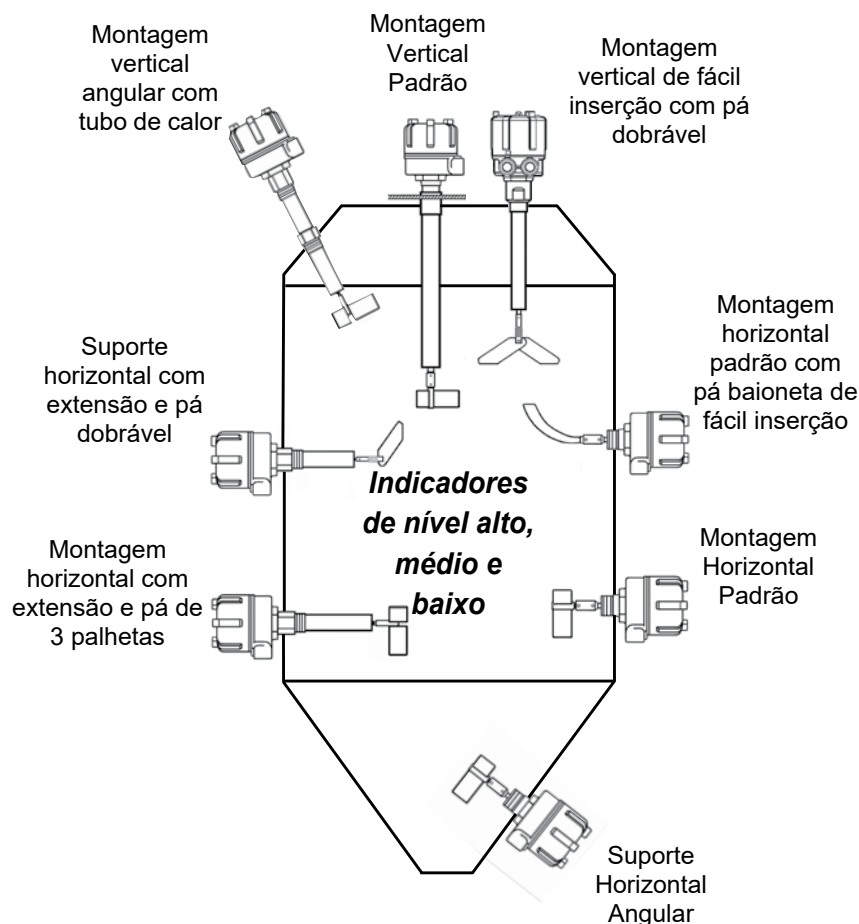 Montagem
vertical
angular com
tubo de calor
Montagem
Vertical
Padrão
Montagem
vertical de fácil
inserção com pá
dobrável
Suporte
horizontal com
extensão e pá
dobrável
Montagem
horizontal
padrão com
pá baioneta de
fácil inserção
Indicadores
de nível alto,
médio e
baixo
Montagem
horizontal com
extensão e pá de
3 palhetas
Montagem
Horizontal
Padrão
Suporte
Horizontal
Angular